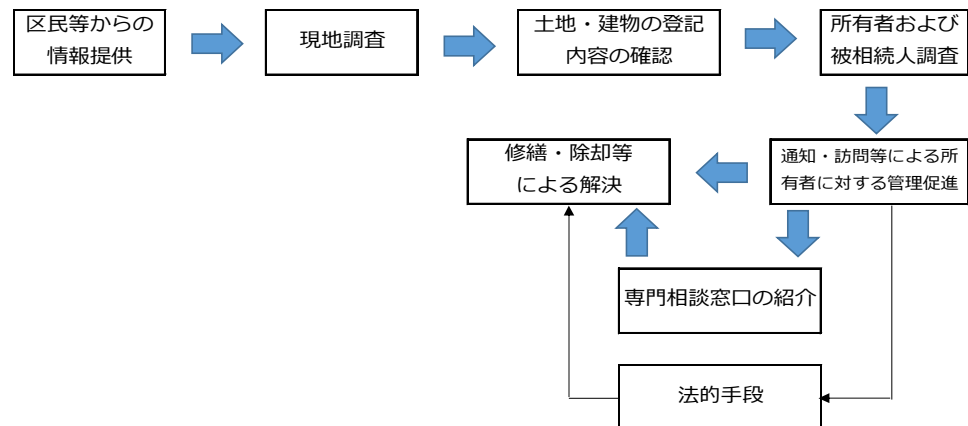 区民等からの
情報提供
現地調査
土地・建物の登記
内容の確認
所有者および
被相続人調査
修繕・除却等
による解決
通知・訪問等による所
有者に対する管理促進
専門相談窓口の紹介
法的手段